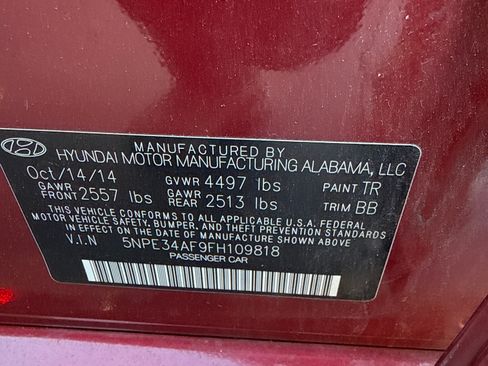 MANUFACTURED BY
HYUNDAI MOTOR MANUFACTURING ALABAMA, LLC
Oct/14/14 GVWR 4497 lbs PAINT TR
GAWR FRONT 2557 lbs GAWR REAR 2513 lbs TRIM BB
THIS VEHICLE CONFORMS TO ALL APPLICABLE U.S.A. FEDERAL
MOTOR VEHICLE SAFETY, BUMPER, AND THEFT PREVENTION STANDARDS
IN EFFECT ON THE DATE OF MANUFACTURE SHOWN ABOVE.
V.I.N 5NPE34AF9FH109818
PASSENGER CAR